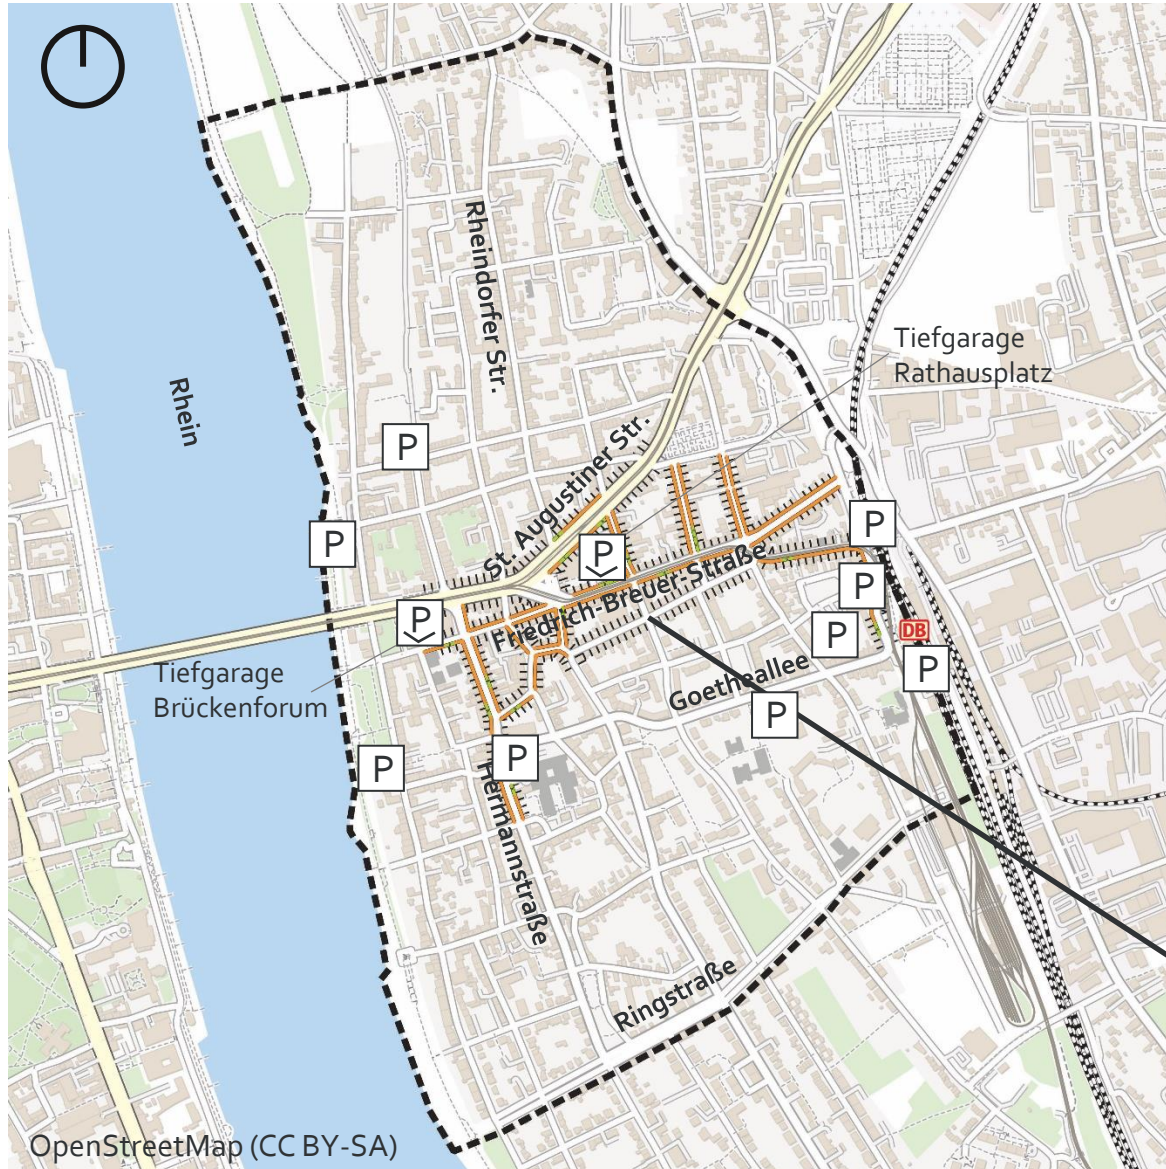 Rheindorfer Str.
Tiefgarage
Rathausplatz
Rhein
P
St. Augustiner Str.
P
P
P
Friedrich-Breuer-Straße
P
P
P
DB
Tiefgarage
Brückenforum
Goetheallee
P
P
P
P
Hermannstraße
Ringstraße
OpenStreetMap (CC BY-SA)